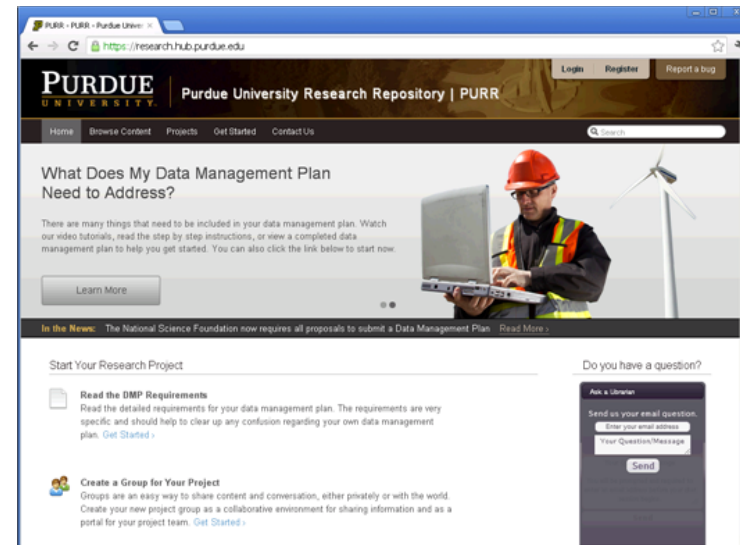 PURR - PURR - Purdue Univer
https://research.hub.purdue.edu
Login Register Report a bug
PURDUE
UNIVERSITY.
Purdue University Research Repository | PURR
Home Browse Content Projects Get Started Contact Us
Search
What Does My Data Management Plan
Need to Address?
There are many things that need to be included in your data management plan. Watch
our video tutorials, read the step by step instructions, or view a completed data
management plan to help you get started. You can also click the link below to start now.
Learn More
In the News: The National Science Foundation now requires all proposals to submit a Data Management Plan Read More ›
Start Your Research Project
Read the DMP Requirements
Read the detailed requirements for your data management plan. The requirements are very
specific and should help to clear up any confusion regarding your own data management
plan. Get Started ›
Create a Group for Your Project
Groups are an easy way to share content and conversation, either privately or with the world.
Create your new project group as a collaborative environment for sharing information and as a
portal for your project team. Get Started ›
Do you have a question?
Ask a Librarian
Send us your email question.
Enter your email address
Your Question/Message
Send